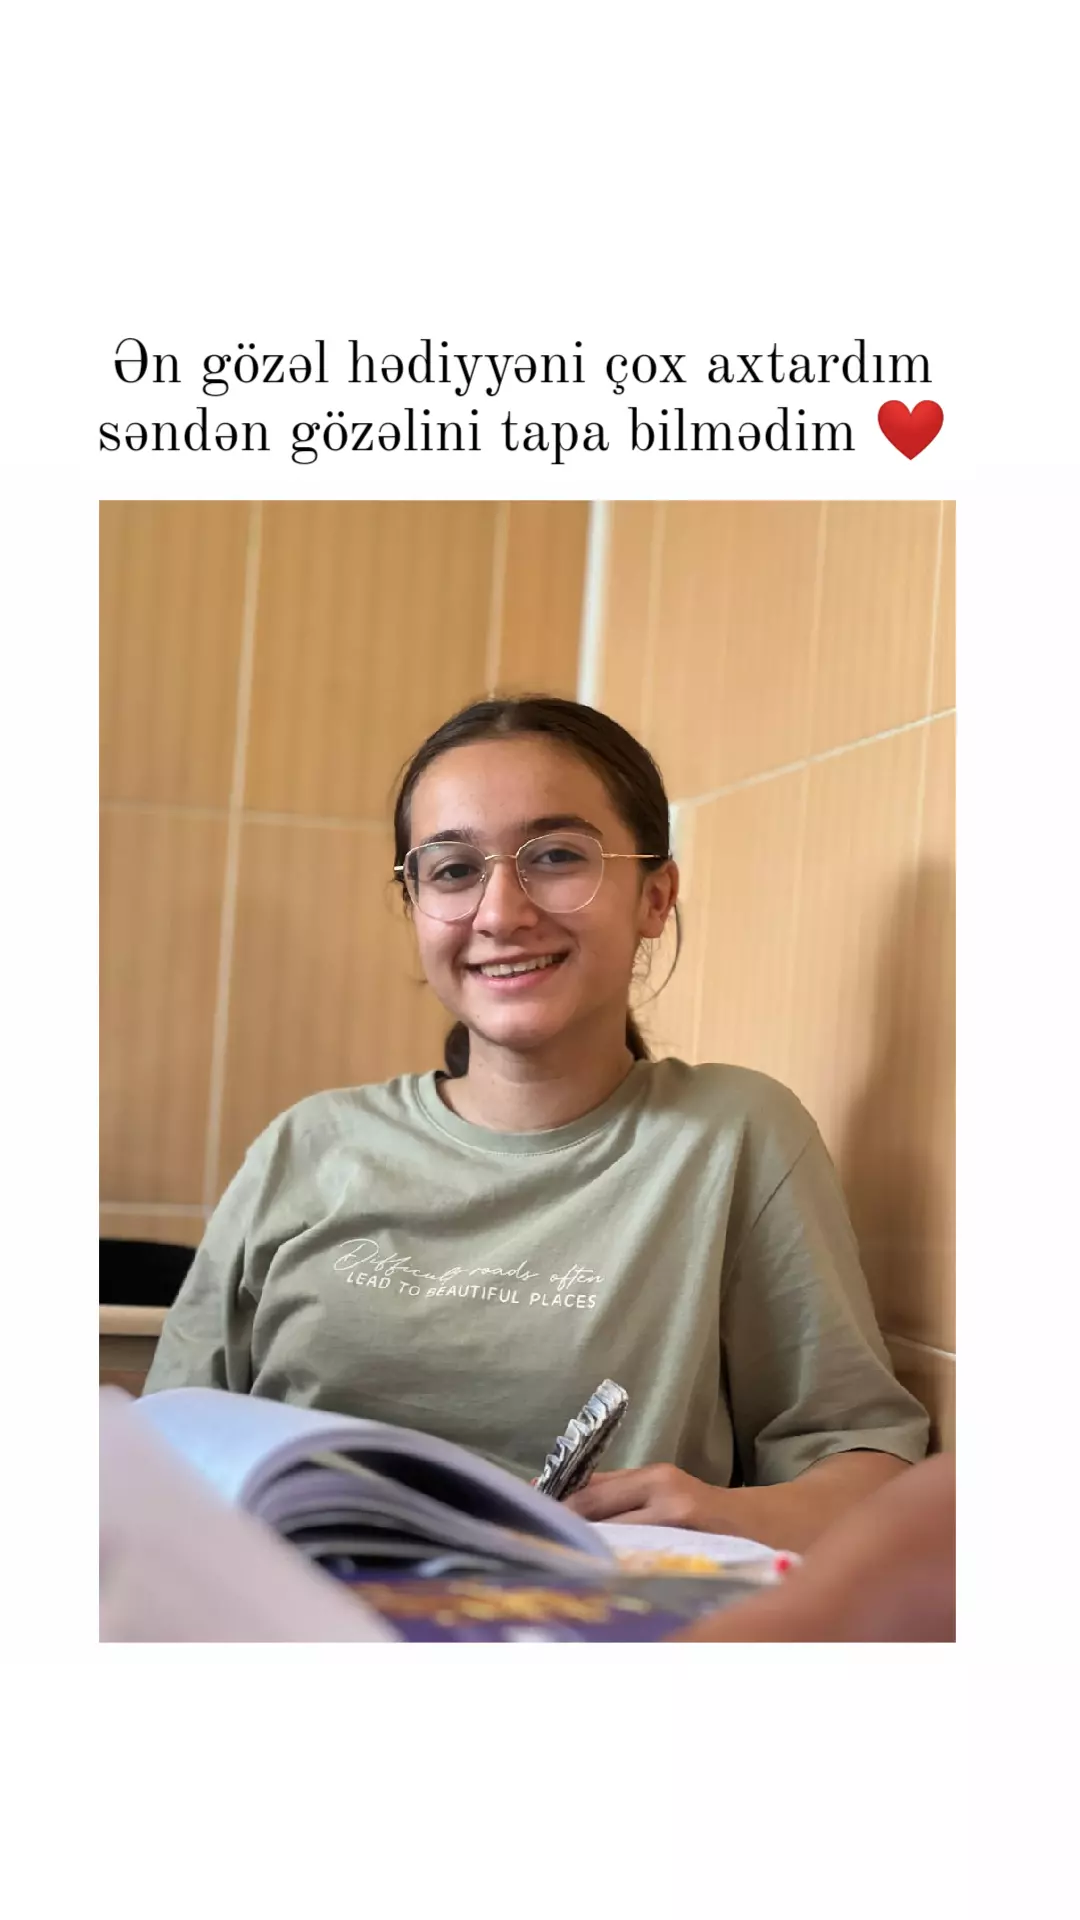 Ən gözəl hədiyyəni çox axtardım
səndən gözəlini tapa bilmədim ❤️
Difficult roads often
LEAD TO BEAUTIFUL PLACES